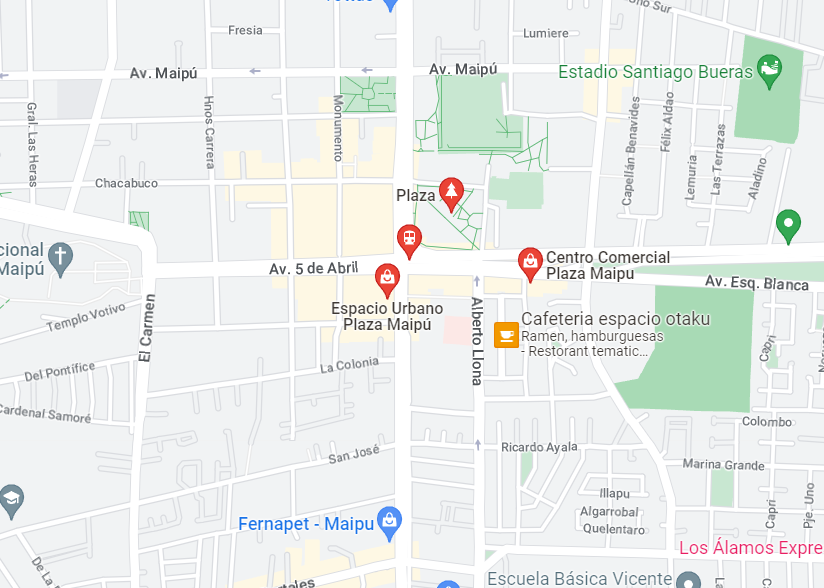 Fresia
Lumiere
Av. Maipú
Av. Maipú
Estadio Santiago Bueras
Gral. Las Heras
Hnos Carrera
Monumento
Capellán Benavides
Félix Aldao
Lemuria
Las Terrazas
Aladino
Chacabuco
Plaza
cional
Maipú
Av. 5 de Abril
Centro Comercial
Plaza Maipu
Av. Esq. Blanca
Espacio Urbano
Plaza Maipú
Templo Votivo
El Carmen
Alberto Llona
Cafeteria espacio otaku
Ramen, hamburguesas
- Restorant tematic...
Capri
Del Pontifice
La Colonia
Cardenal Samoré
Colombo
San José
Ricardo Ayala
Marina Grande
Illapu
Algarrobal
Quelentaro
Capri
Pje. Uno
Fernapet - Maipu
Los Álamos Expre
De La
Escuela Básica Vicente